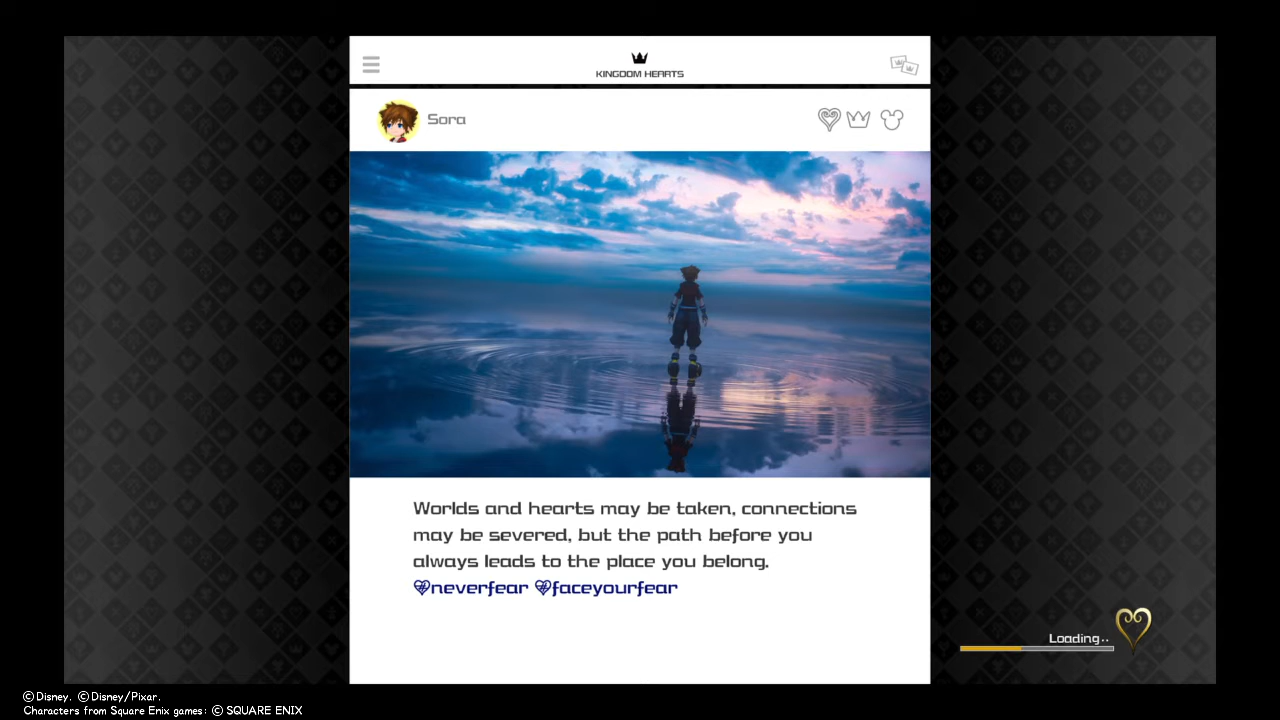 KINGDOM HEARTS
Sora
Worlds and hearts may be taken, connections
may be severed, but the path before you
always leads to the place you belong.
neverfear faceyourfear
Loading..
©Disney. ©Disney/Pixar.
Characters from Square Enix games: © SQUARE ENIX